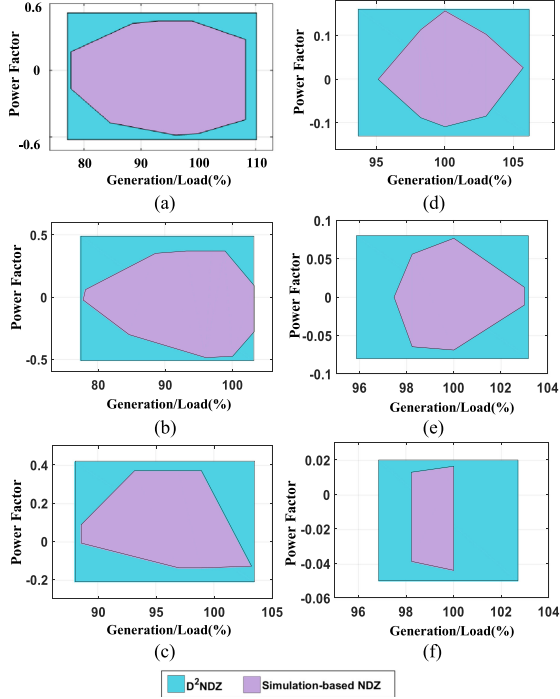 0.6
0
-0.6
Power Factor
80 90 100 110
Generation/Load(%)
(a)
0.1
0
-0.1
Power Factor
95 100 105
Generation/Load(%)
(d)
0.5
0
-0.5
Power Factor
80 90 100
Generation/Load(%)
(b)
0.1
0.05
0
-0.05
-0.1
Power Factor
96 98 100 102 104
Generation/Load(%)
(e)
0.4
0.2
0
-0.2
Power Factor
90 95 100 105
Generation/Load(%)
(c)
0.02
0
-0.02
-0.04
-0.06
Power Factor
96 98 100 102 104
Generation/Load(%)
(f)
D²NDZ Simulation-based NDZ